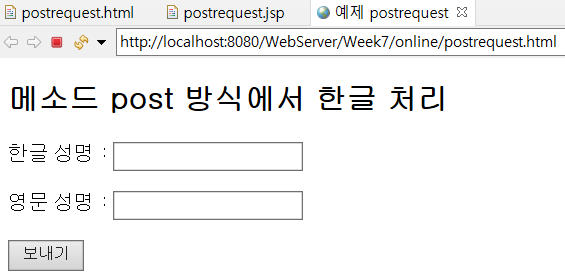 postrequest.html postrequest.jsp 예제 postrequest
http://localhost:8080/WebServer/Week7/online/postrequest.html
메소드 post 방식에서 한글 처리
한글 성명 :
영문 성명 :
보내기